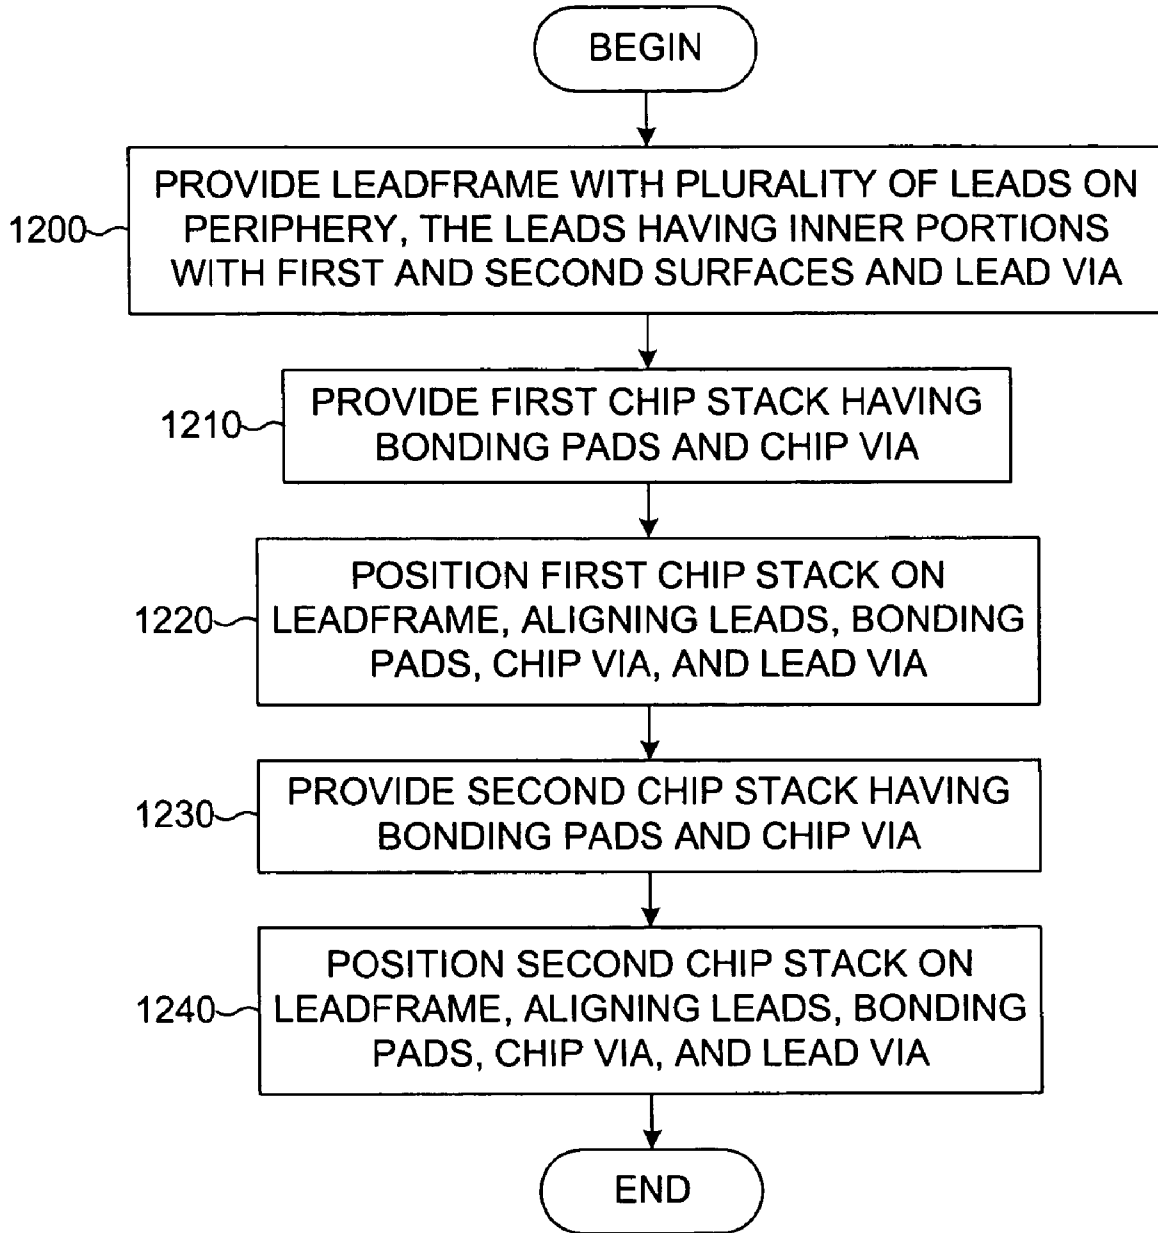 BEGIN
1200
PROVIDE LEADFRAME WITH PLURALITY OF LEADS ON
PERIPHERY, THE LEADS HAVING INNER PORTIONS
WITH FIRST AND SECOND SURFACES AND LEAD VIA
1210
PROVIDE FIRST CHIP STACK HAVING
BONDING PADS AND CHIP VIA
1220
POSITION FIRST CHIP STACK ON
LEADFRAME, ALIGNING LEADS, BONDING
PADS, CHIP VIA, AND LEAD VIA
1230
PROVIDE SECOND CHIP STACK HAVING
BONDING PADS AND CHIP VIA
1240
POSITION SECOND CHIP STACK ON
LEADFRAME, ALIGNING LEADS, BONDING
PADS, CHIP VIA, AND LEAD VIA
END